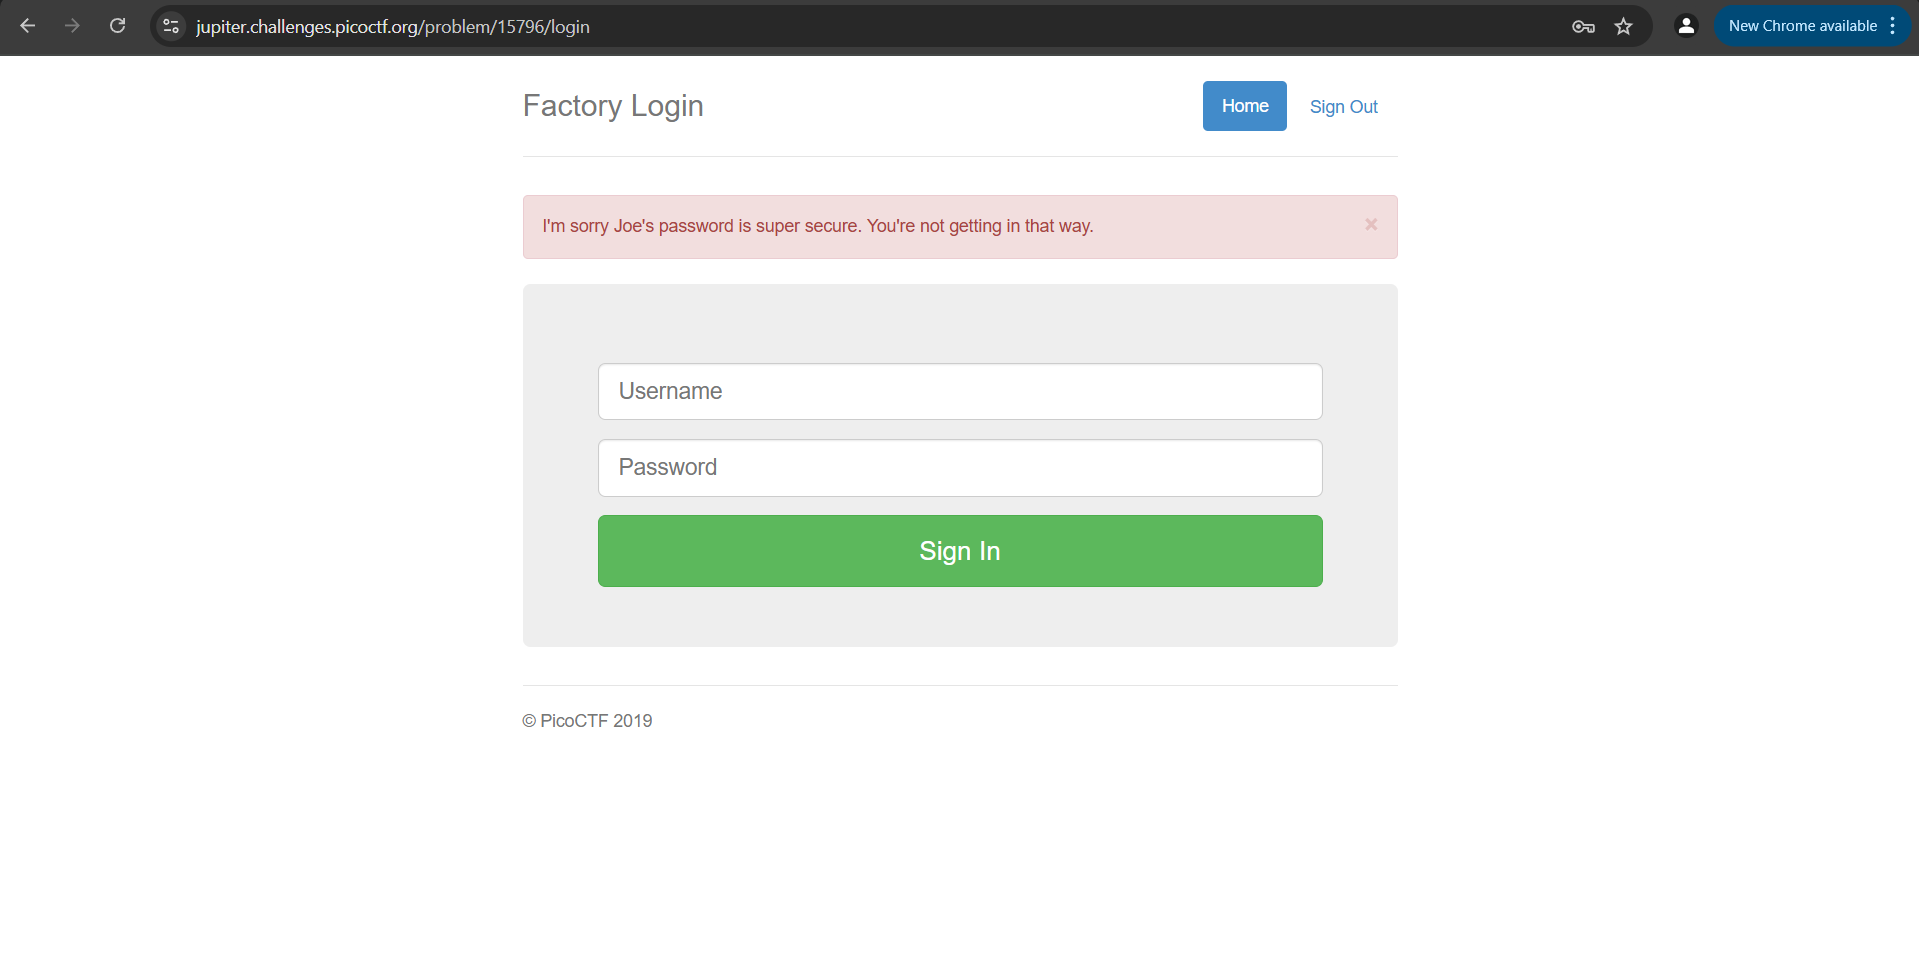 jupiter.challenges.picoctf.org/problem/15796/login
New Chrome available
Factory Login
Home
Sign Out
I'm sorry Joe's password is super secure. You're not getting in that way.
×
Username
Password
Sign In
© PicoCTF 2019